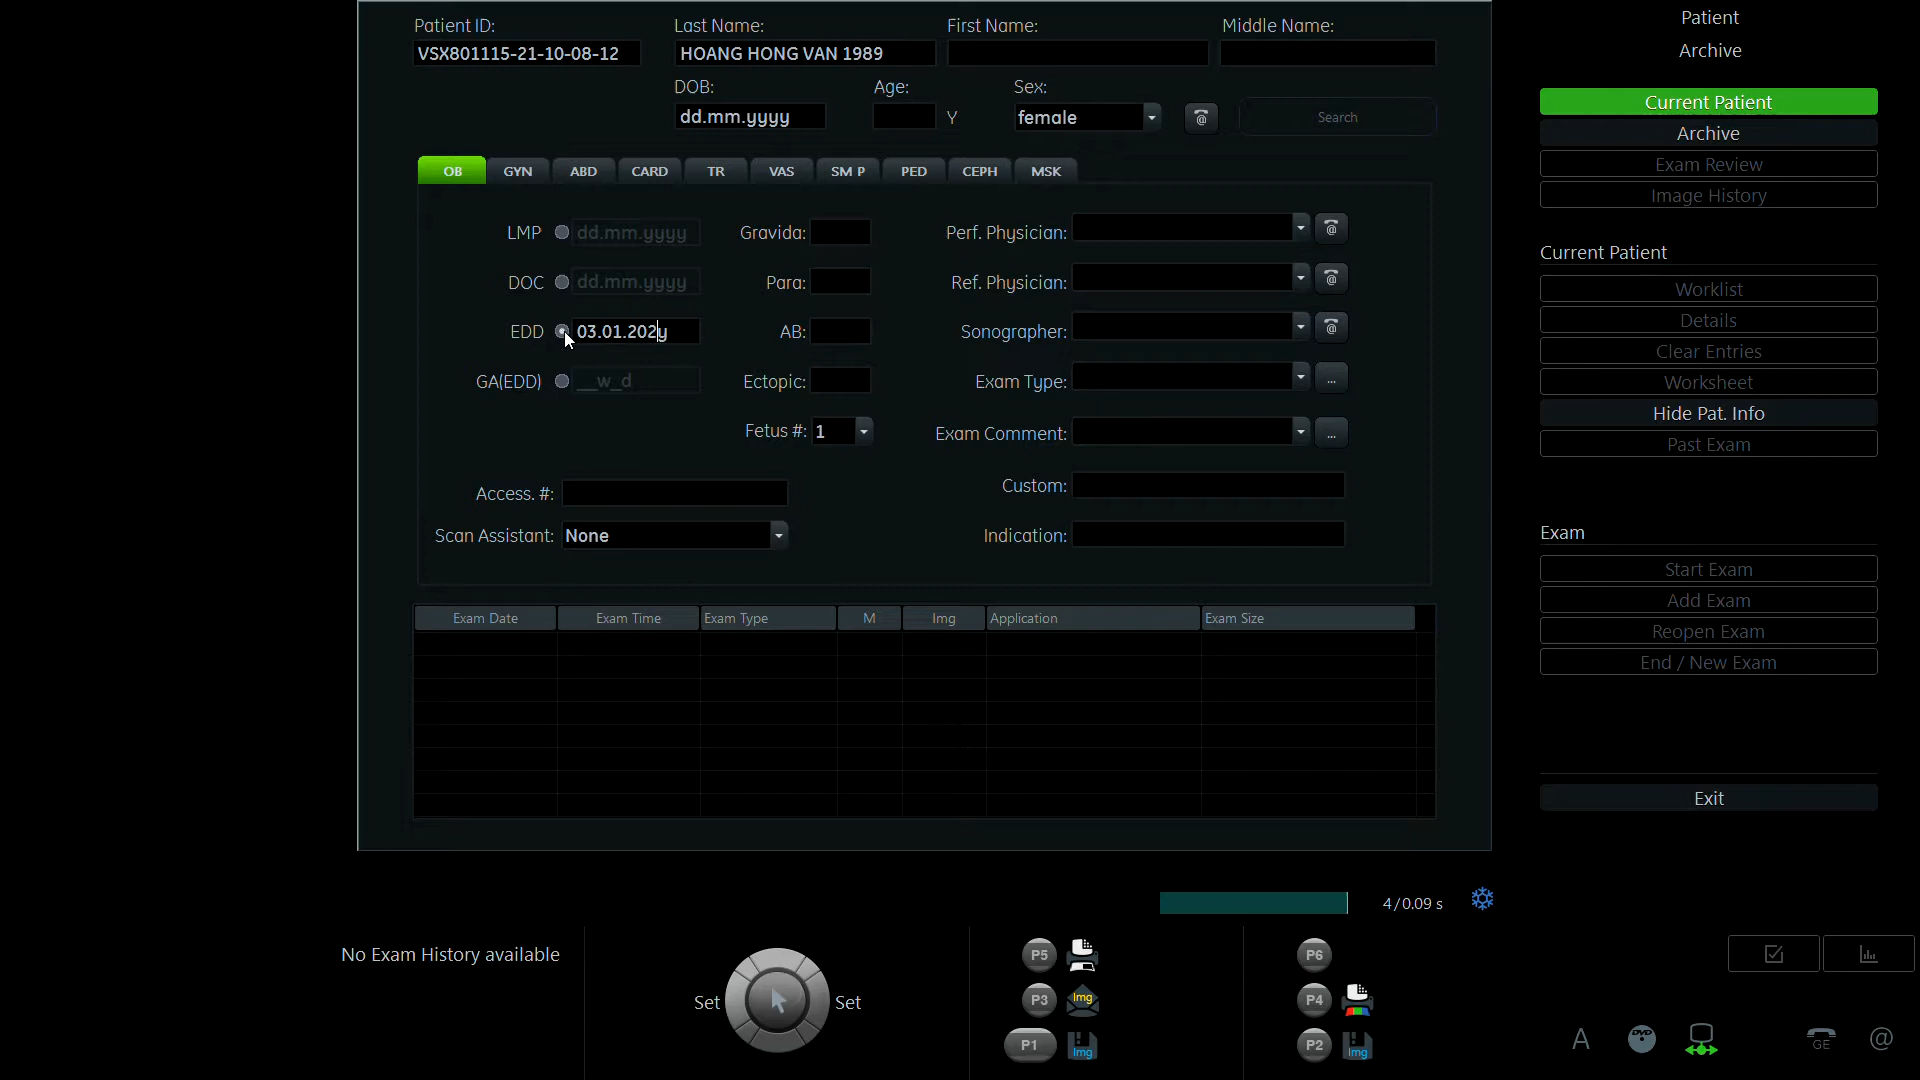 Patient ID: Last Name: First Name: Middle Name:
VSX801115-21-10-08-12 HOANG HONG VAN 1989
DOB: Age: Sex:
dd.mm.yyyy Y female Search
OB GYN ABD CARD TR VAS SM P PED CEPH MSK
LMP dd.mm.yyyy Gravida: Perf. Physician:
DOC dd.mm.yyyy Para: Ref. Physician:
EDD 03.01.202y AB: Sonographer:
GA(EDD) __w_d Ectopic: Exam Type: ...
Fetus #: 1 Exam Comment: ...
Access. #: Custom:
Scan Assistant: None Indication:
Exam Date Exam Time Exam Type M Img Application Exam Size
Patient
Archive
Current Patient
Archive
Exam Review
Image History
Current Patient
Worklist
Details
Clear Entries
Worksheet
Hide Pat. Info
Past Exam
Exam
Start Exam
Add Exam
Reopen Exam
End / New Exam
Exit
4/0.09 s
No Exam History available
Set Set
P5
P3 Img
P1 Img
P6
P4
P2 Img
A DVD GE @